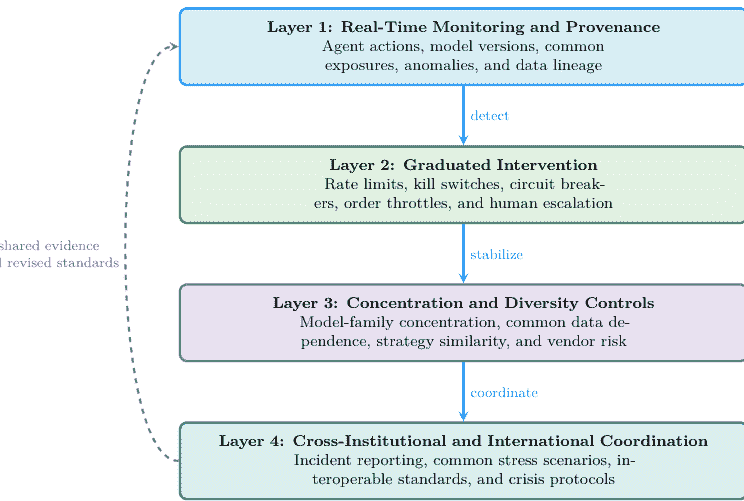 Layer 1: Real-Time Monitoring and Provenance
Agent actions, model versions, common
exposures, anomalies, and data lineage
detect
Layer 2: Graduated Intervention
Rate limits, kill switches, circuit break-
ers, order throttles, and human escalation
shared evidence
revised standards
stabilize
Layer 3: Concentration and Diversity Controls
Model-family concentration, common data de-
pendence, strategy similarity, and vendor risk
coordinate
Layer 4: Cross-Institutional and International Coordination
Incident reporting, common stress scenarios, in-
teroperable standards, and crisis protocols